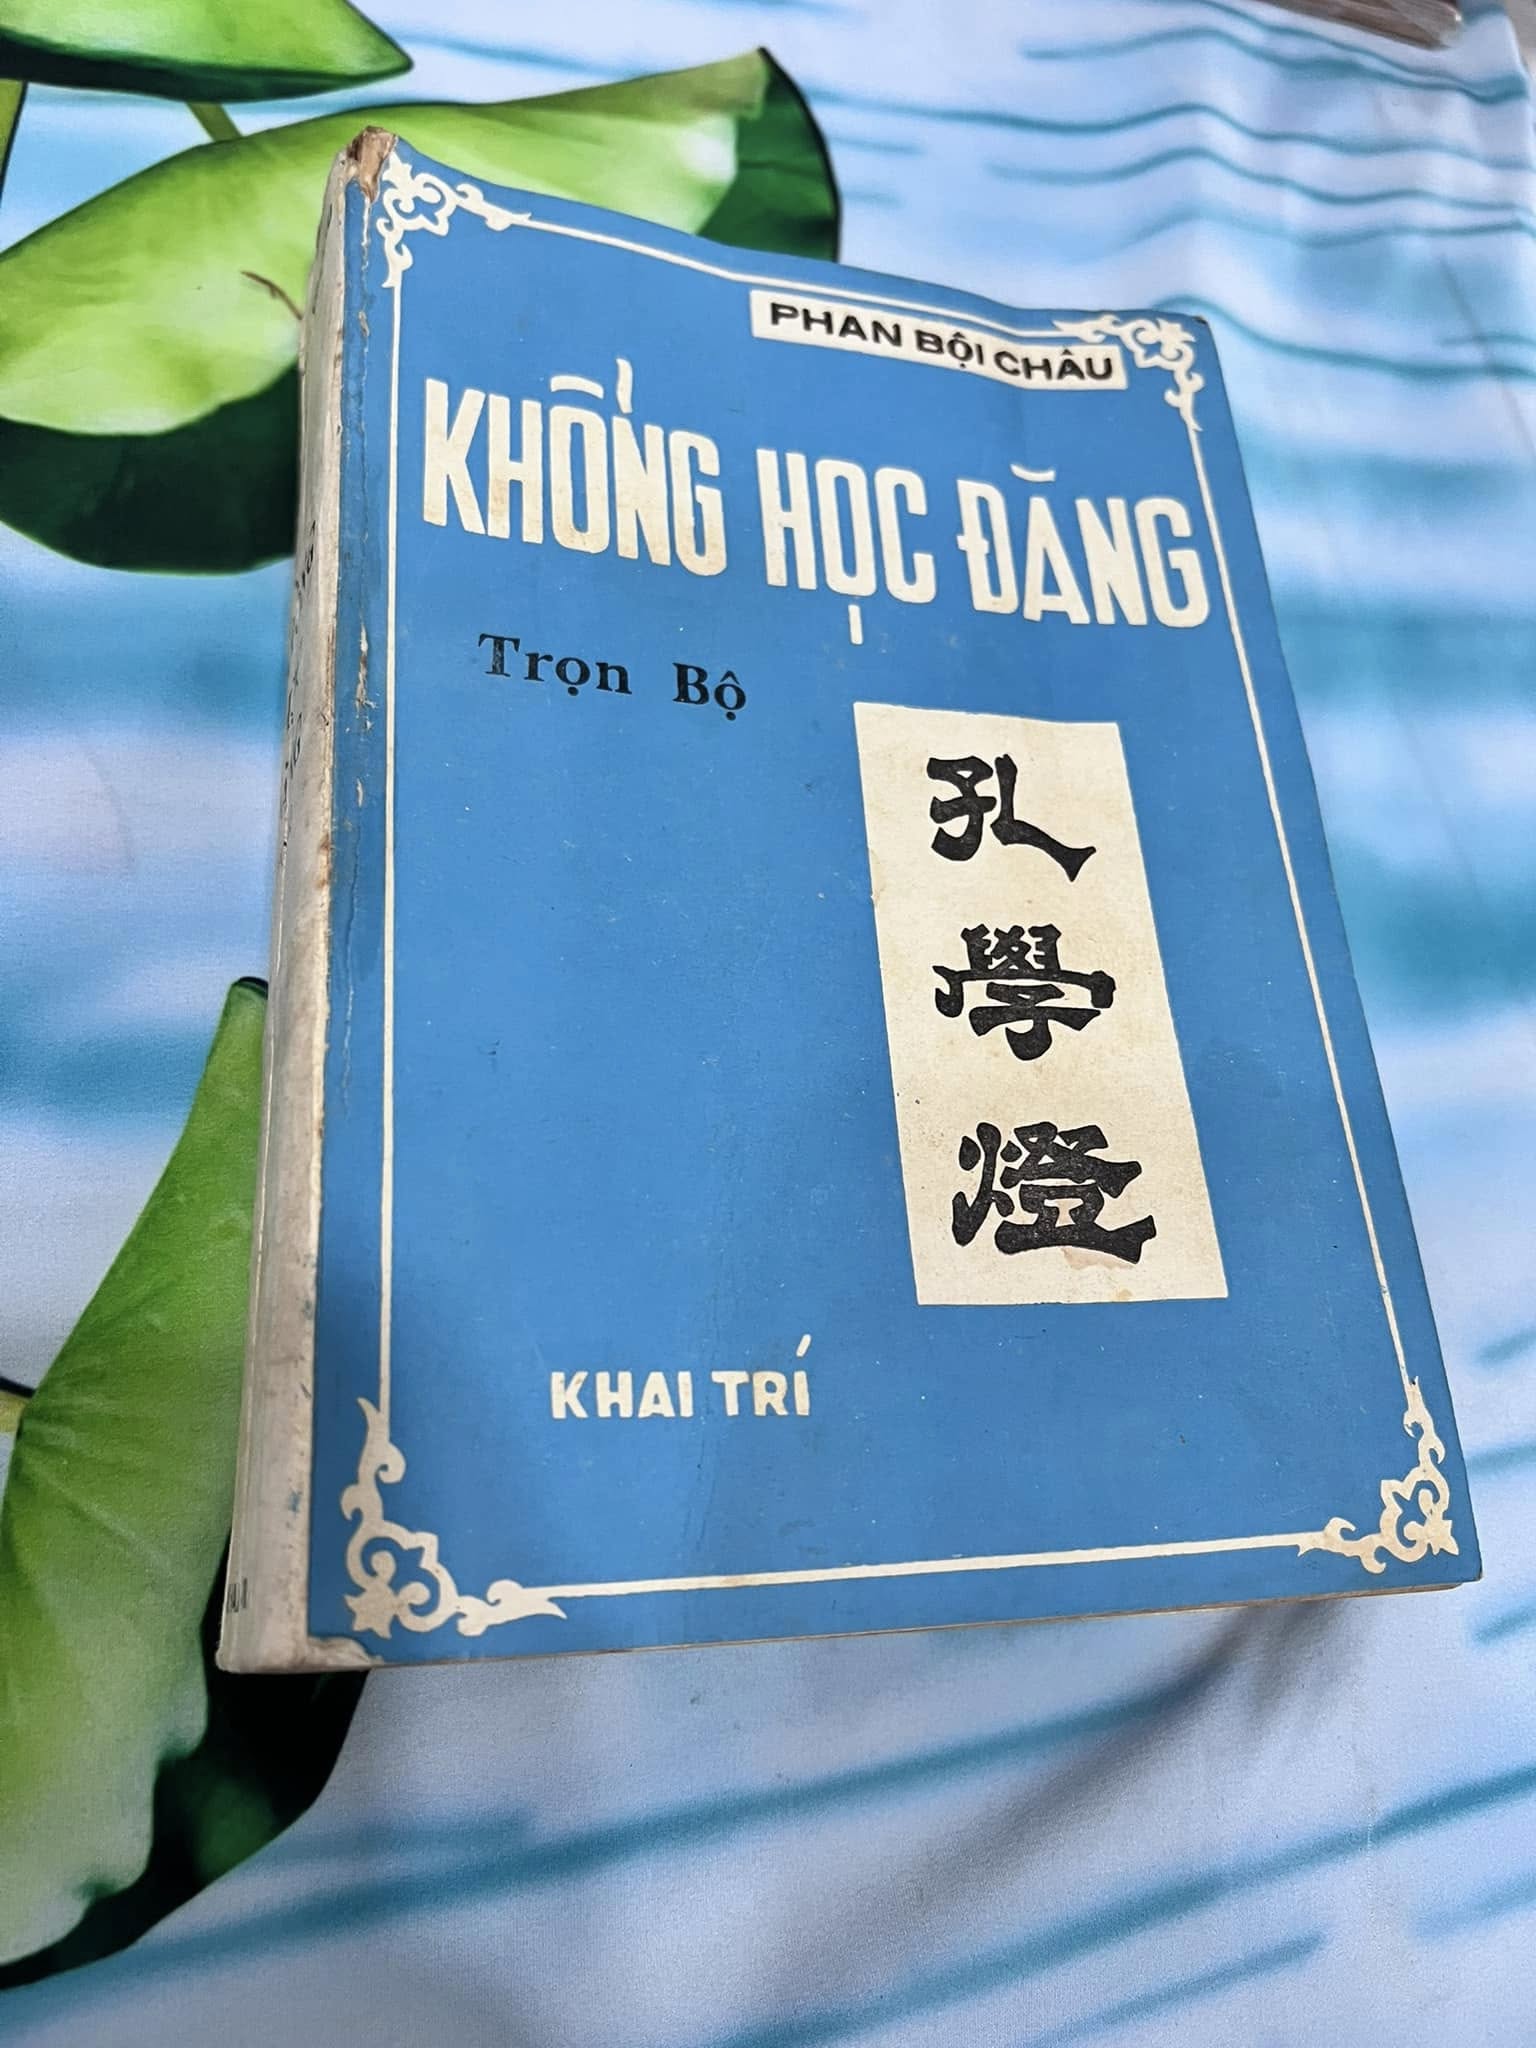 PHAN BỘI CHÂU
KHỔNG HỌC ĐĂNG
Trọn Bộ
孔
學
燈
KHAI TRÍ